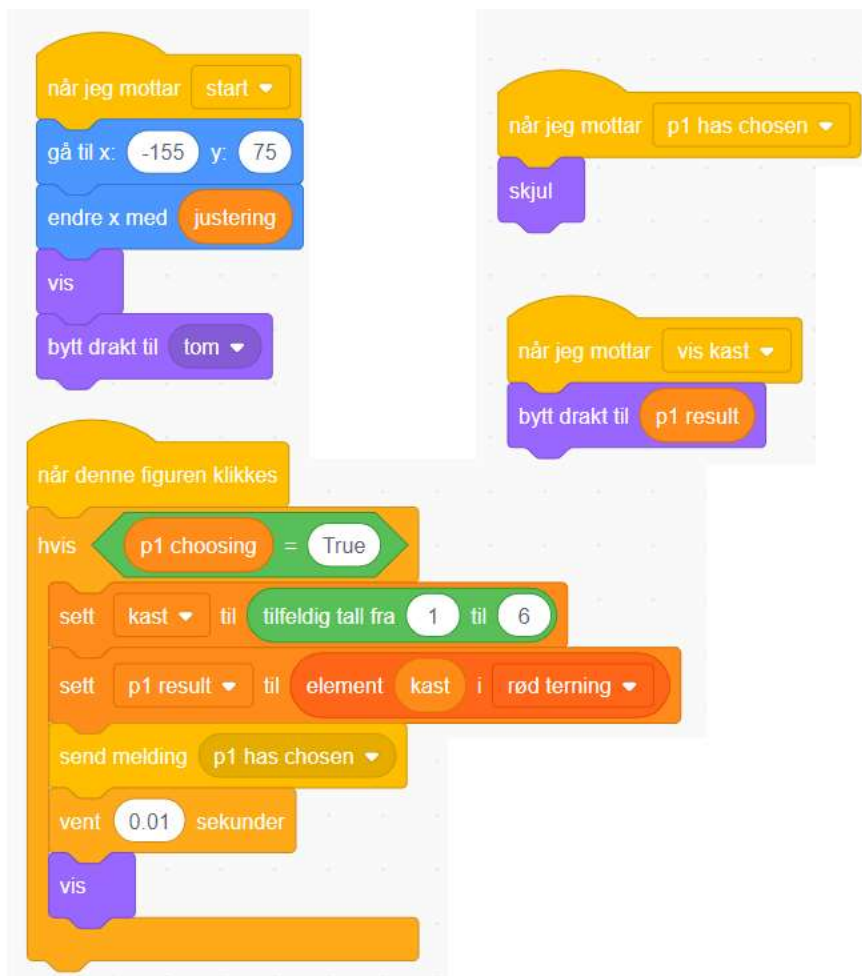 når jeg mottar start
gå til x: -155 y: 75
endre x med justering
vis
bytt drakt til tom
når jeg mottar p1 has chosen
skjul
når jeg mottar vis kast
bytt drakt til p1 result
når denne figuren klikkes
hvis p1 choosing = True
sett kast til tilfeldig tall fra 1 til 6
sett p1 result til element kast i rød terning
send melding p1 has chosen
vent 0.01 sekunder
vis